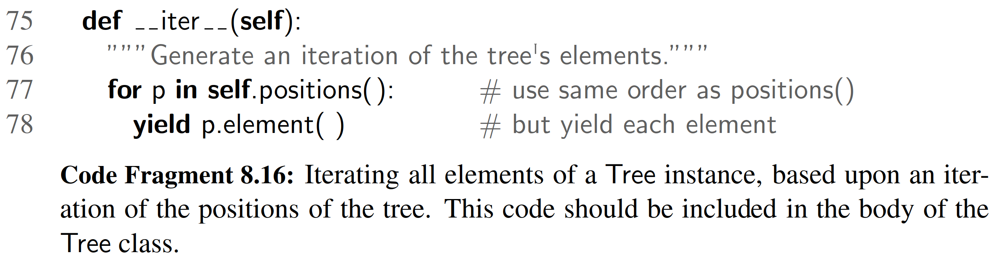 75 def __iter__(self):
76 """Generate an iteration of the tree's elements."""
77 for p in self.positions(): # use same order as positions()
78 yield p.element( ) # but yield each element
Code Fragment 8.16: Iterating all elements of a Tree instance, based upon an iter-
ation of the positions of the tree. This code should be included in the body of the
Tree class.